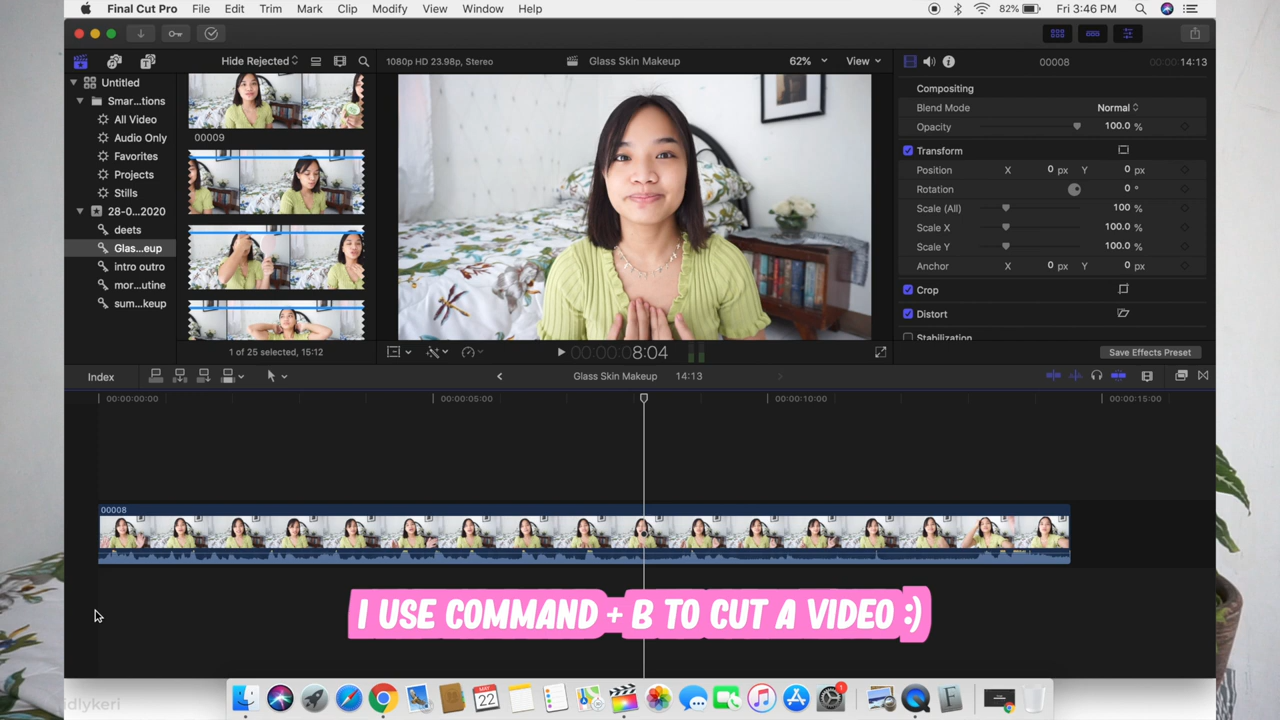 Final Cut Pro File Edit Trim Mark Clip Modify View Window Help 82% Fri 3:46 PM
Hide Rejected 1080p HD 23.98p, Stereo Glass Skin Makeup 62% View 00008 00:00:14:13
Untitled
Smar...tions
All Video
Audio Only
Favorites
Projects
Stills
28-0...2020
deets
Glas...eup
intro outro
mor...utine
sum...keup
00009
1 of 25 selected, 15:12
00:00:00:8:04
Compositing
Blend Mode Normal
Opacity 100.0 %
Transform
Position X 0 px Y 0 px
Rotation 0 °
Scale (All) 100 %
Scale X 100.0 %
Scale Y 100.0 %
Anchor X 0 px Y 0 px
Crop
Distort
Stabilization
Save Effects Preset
Index Glass Skin Makeup 14:13
00:00:00:00 00:00:05:00 00:00:10:00 00:00:15:00
00008
I USE COMMAND + B TO CUT A VIDEO :)
MAY
22
1
idlykeri